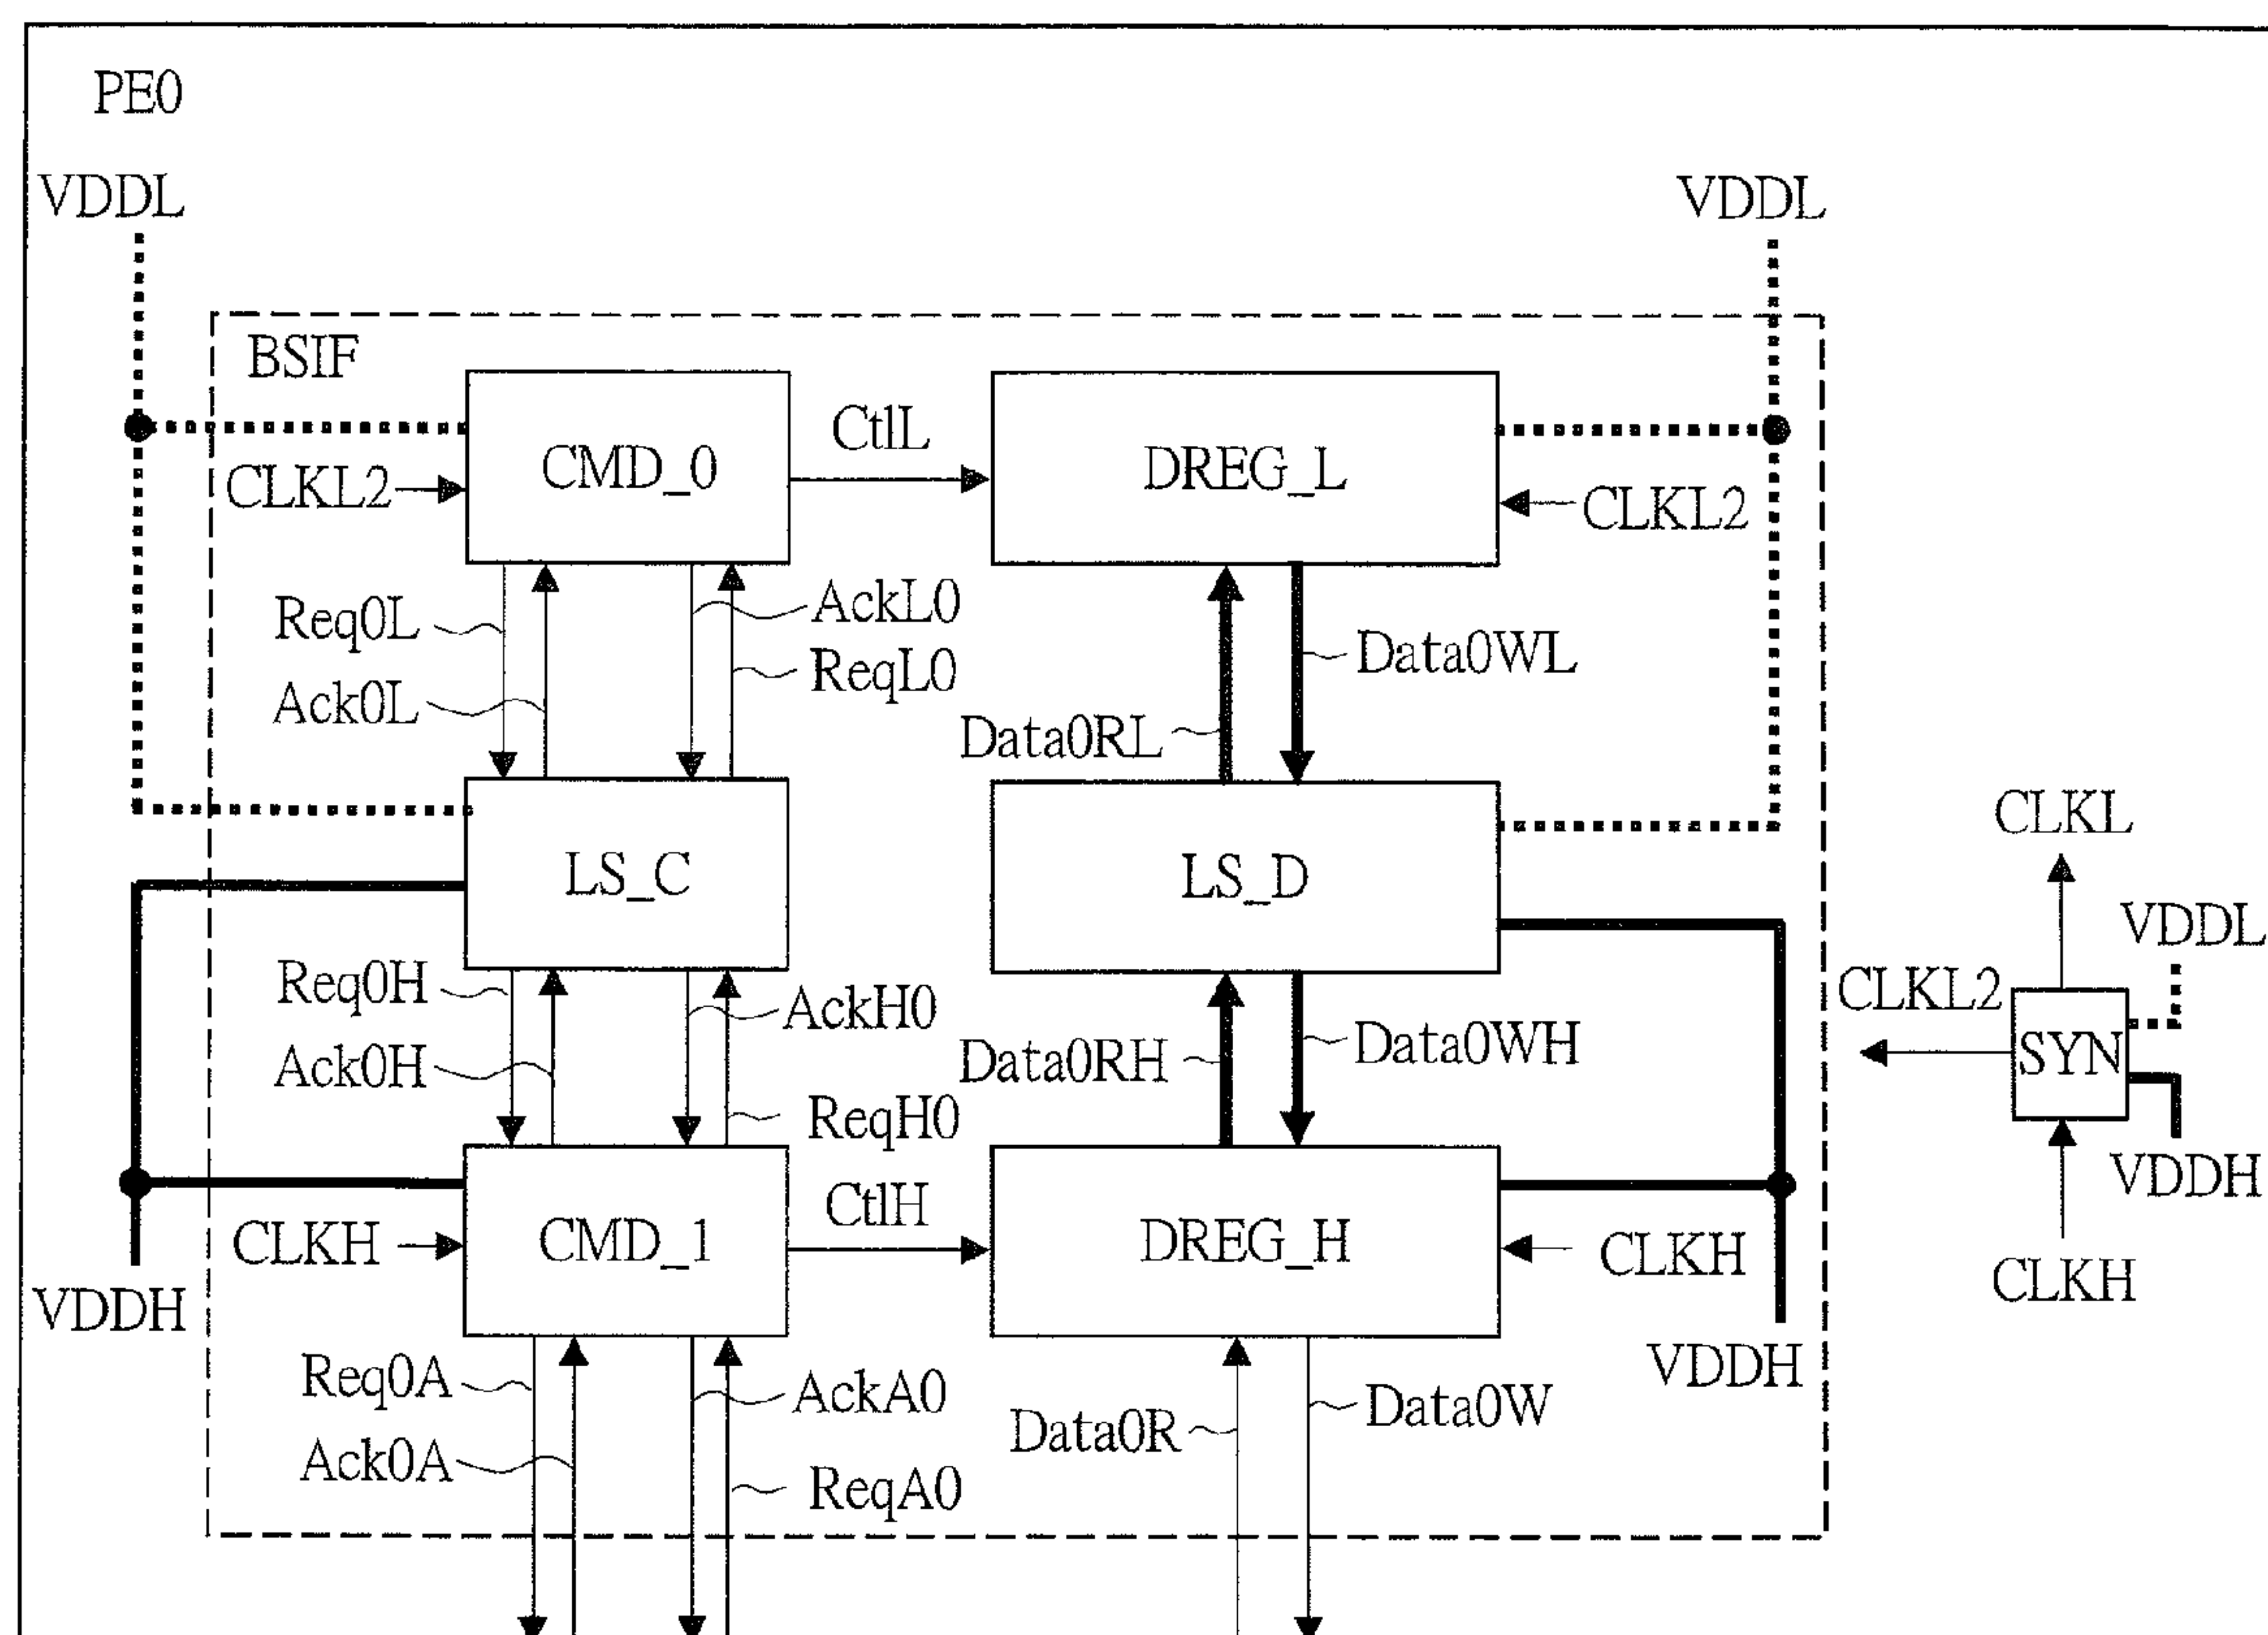 PE0
VDDL
VDDL
BSIF
CMD_0
CtlL
DREG_L
CLKL2
CLKL2
Req0L
AckL0
Ack0L
ReqL0
Data0WL
Data0RL
LS_C
LS_D
CLKL
VDDL
CLKL2
SYN
VDDH
CLKH
Req0H
AckH0
Ack0H
ReqH0
Data0WH
Data0RH
CMD_1
CtlH
DREG_H
CLKH
CLKH
VDDH
VDDH
Req0A
AckA0
Ack0A
ReqA0
Data0R
Data0W